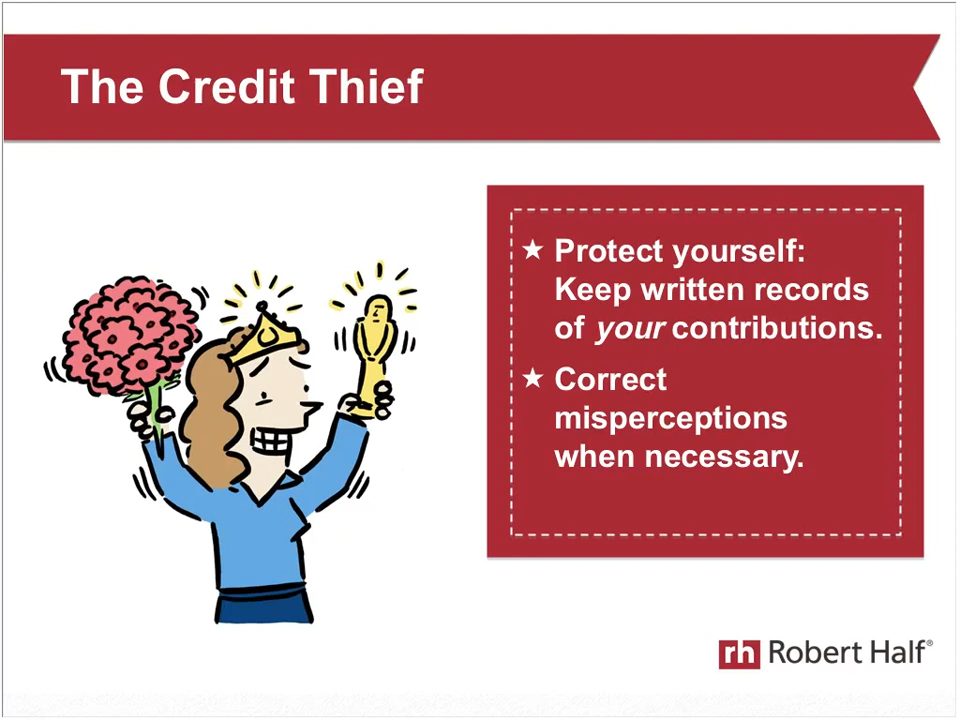 The Credit Thief
★ Protect yourself:
Keep written records
of your contributions.
★ Correct
misperceptions
when necessary.
rh Robert Half®